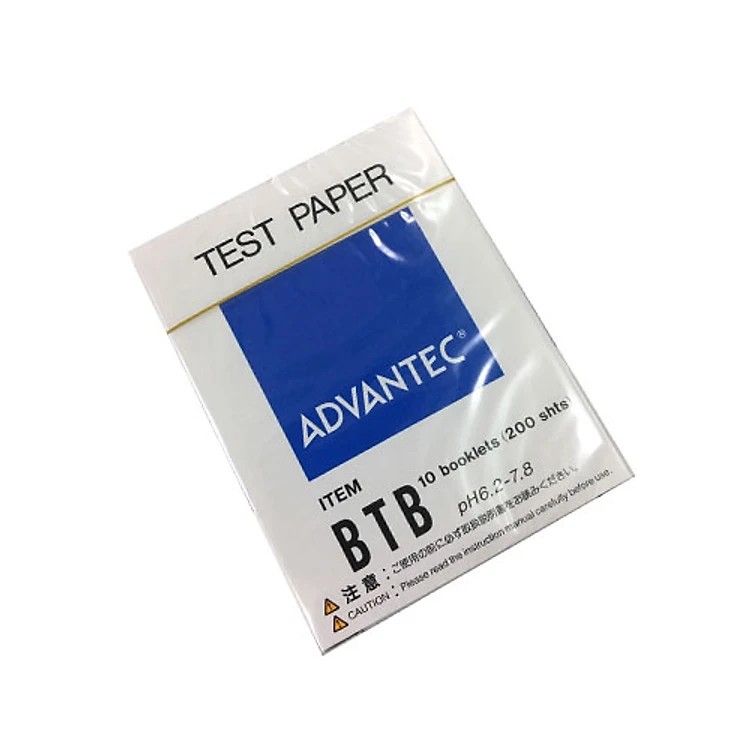 TEST PAPER
ADVANTEC®
ITEM
BTB 10 booklets (200 shts)
pH6.2-7.8
注意：ご使用の前に必ず取扱説明書をお読みください。
CAUTION : Please read the instruction manual carefully before use.